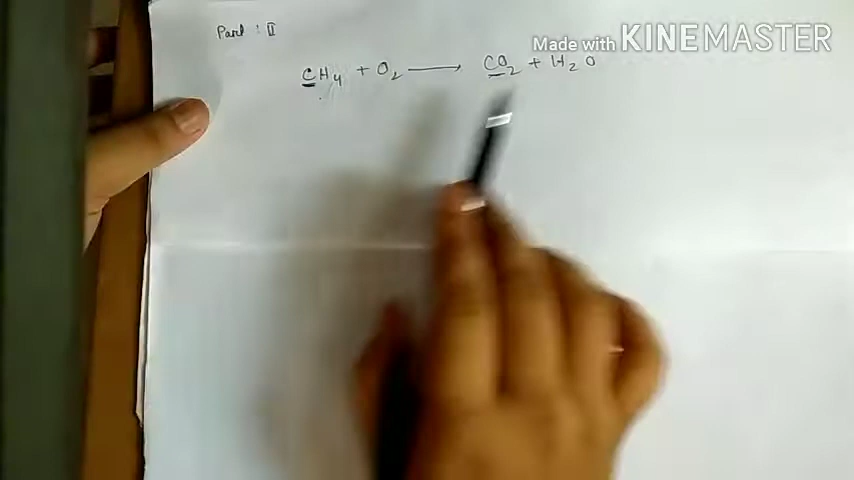 Part : II
Made with KINEMASTER
CH4 + O2 → CO2 + H2O